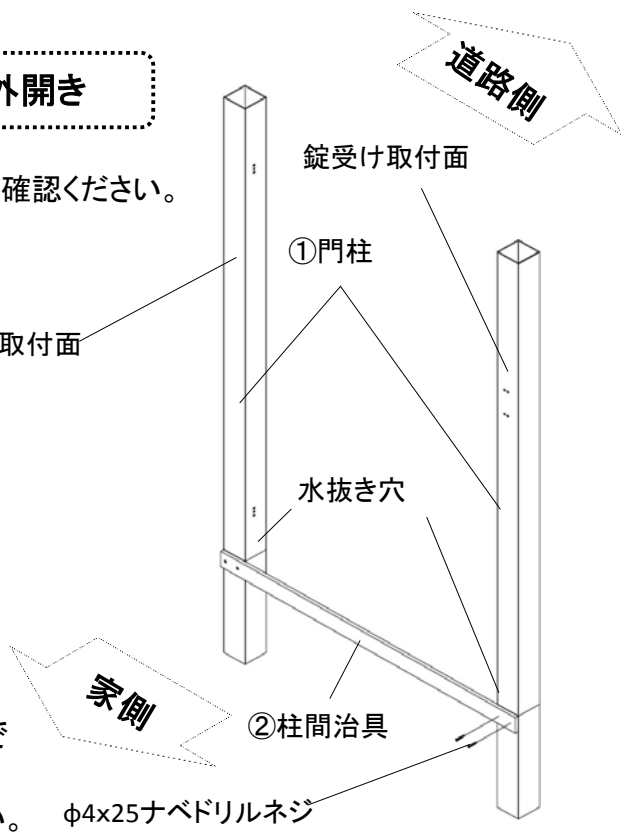 外開き
道路側
確認ください。
錠受け取付面
①門柱
取付面
水抜き穴
家側
②柱間治具
で
い。
φ4x25ナベドリルネジ